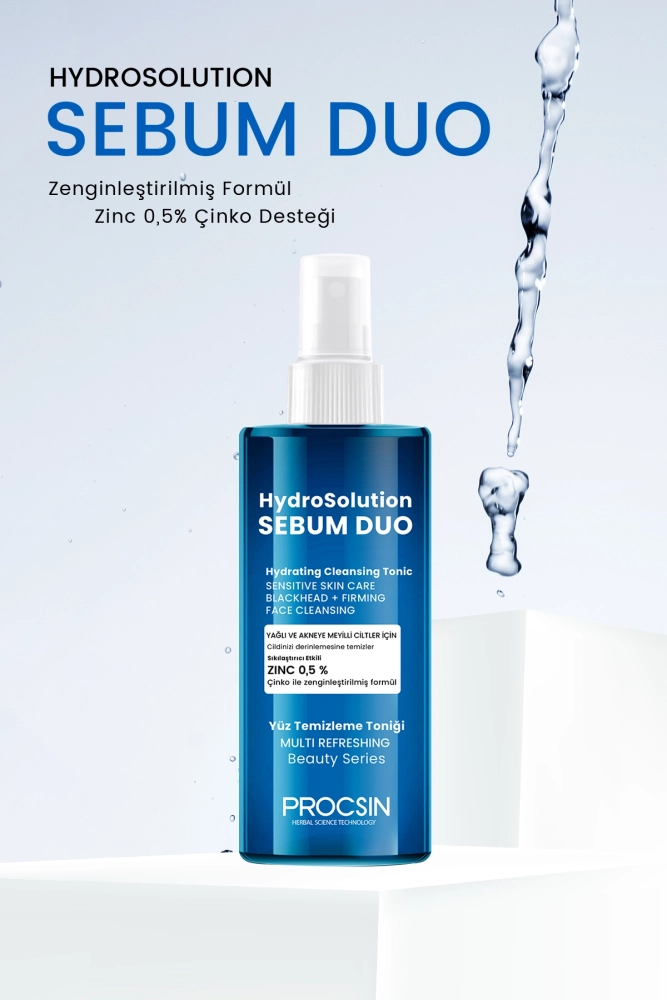 HYDROSOLUTION
SEBUM DUO
Zenginleştirilmiş Formül
Zinc 0,5% Çinko Desteği
HydroSolution
SEBUM DUO
Hydrating Cleansing Tonic
SENSITIVE SKIN CARE
BLACKHEAD + FIRMING
FACE CLEANSING
YAĞLI VE AKNEYE MEYİLLİ CİLTLER İÇİN
Cildinizi derinlemesine temizler
Sıkılaştırıcı Etkili
ZINC 0,5 %
Çinko ile zenginleştirilmiş formül
Yüz Temizleme Toniği
MULTI REFRESHING
Beauty Series
PROCSIN
HERBAL SCIENCE TECHNOLOGY